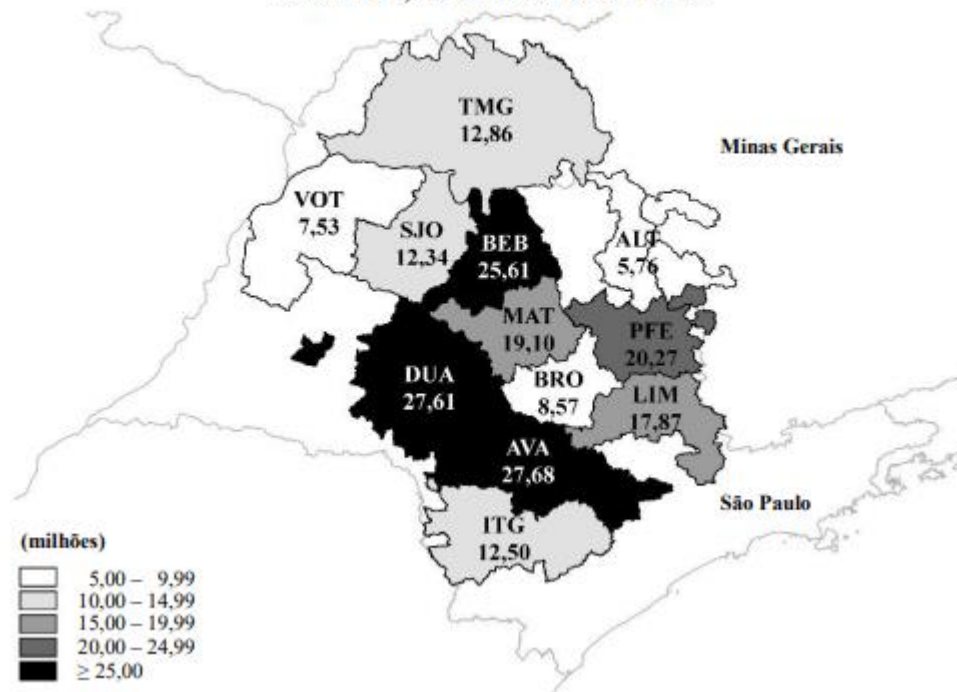 TMG
12,86
Minas Gerais
VOT
7,53
SJO
12,34
BEB
25,61
ALT
5,76
MAT
19,10
PFE
20,27
DUA
27,61
BRO
8,57
LIM
17,87
AVA
27,68
São Paulo
ITG
12,50
(milhões)
5,00 – 9,99
10,00 – 14,99
15,00 – 19,99
20,00 – 24,99
≥ 25,00